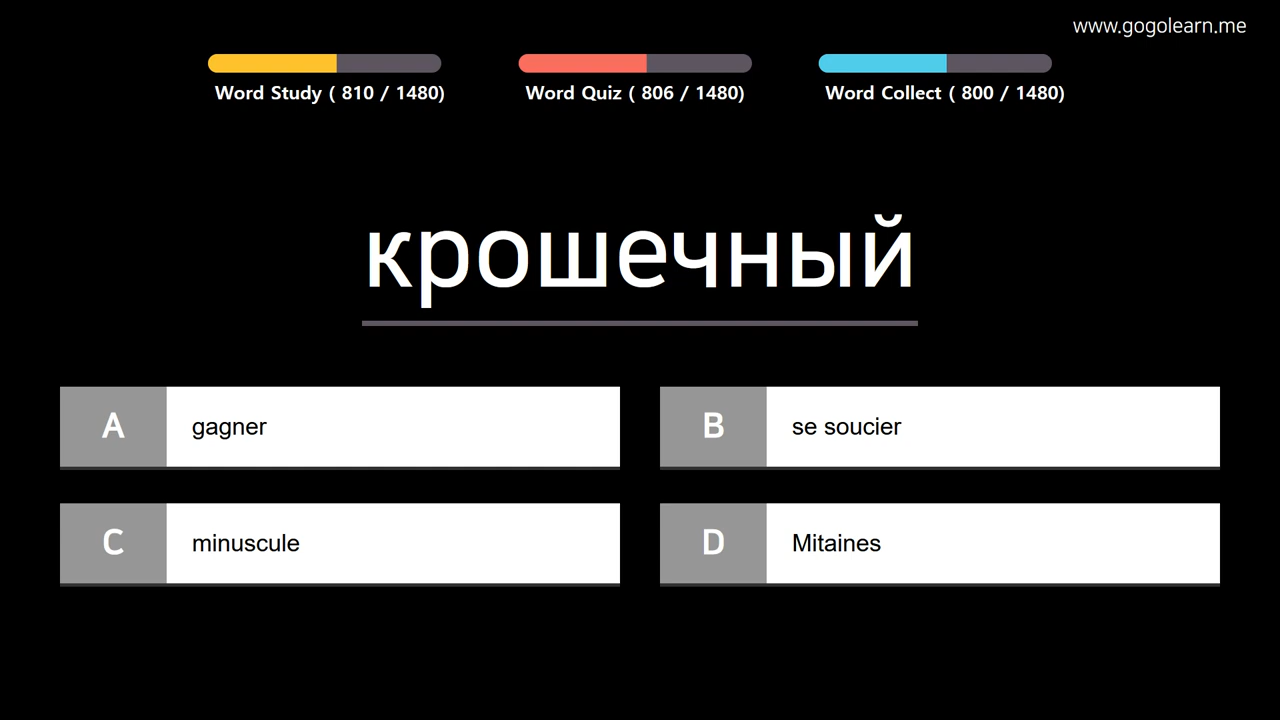 www.gogolearn.me
Word Study ( 810 / 1480)
Word Quiz ( 806 / 1480)
Word Collect ( 800 / 1480)
крошечный
A gagner
B se soucier
C minuscule
D Mitaines